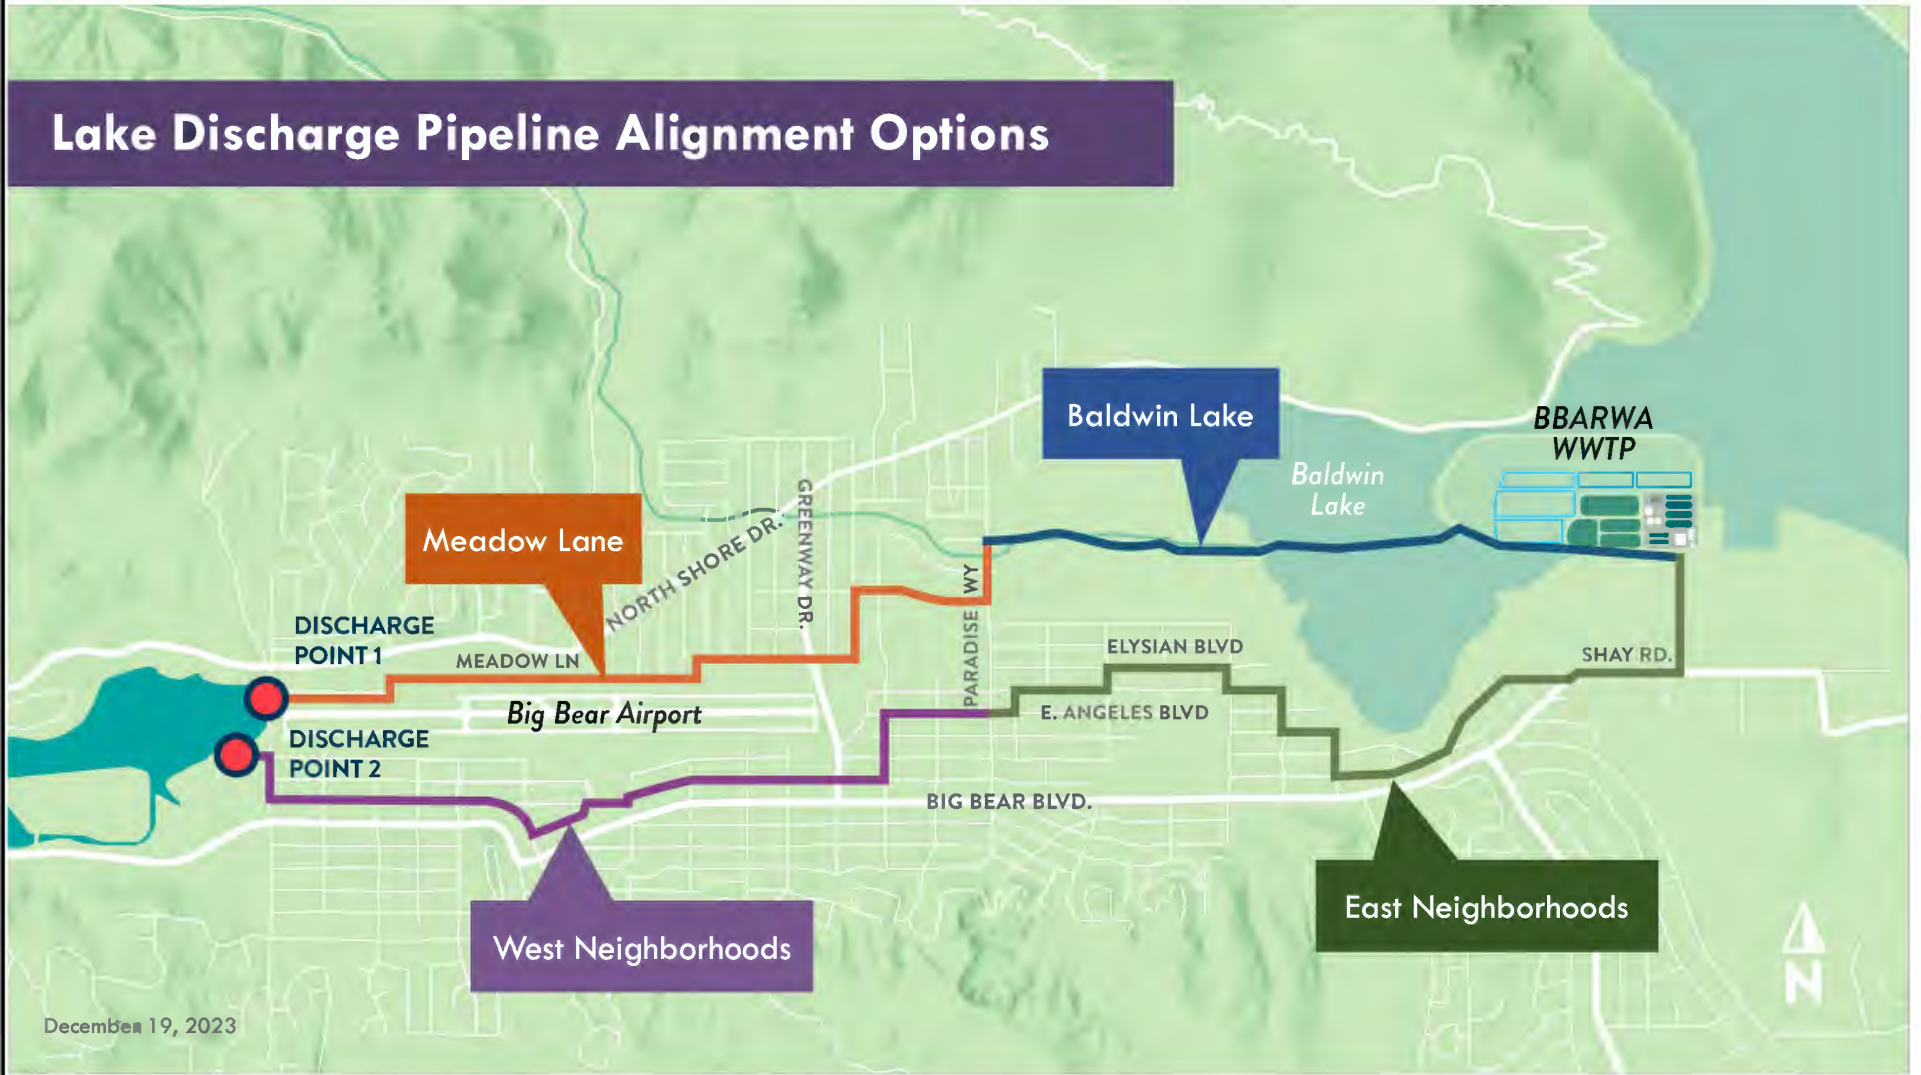 Lake Discharge Pipeline Alignment Options
BBARWA
WWTP
Baldwin Lake
Baldwin
Lake
Meadow Lane
NORTH SHORE DR.
GREENWAY DR.
PARADISE WY
DISCHARGE
POINT 1
MEADOW LN
ELYSIAN BLVD
SHAY RD.
Big Bear Airport
E. ANGELES BLVD
DISCHARGE
POINT 2
BIG BEAR BLVD.
East Neighborhoods
West Neighborhoods
N
December 19, 2023